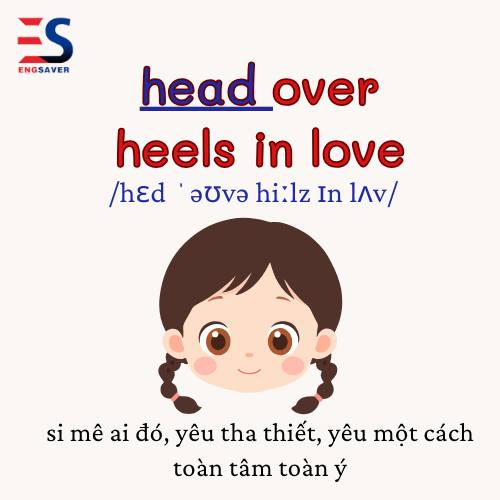 ENGSAVER
head over
heels in love
/hɛd ˈəʊvə hiːlz ɪn lʌv/
si mê ai đó, yêu tha thiết, yêu một cách
toàn tâm toàn ý